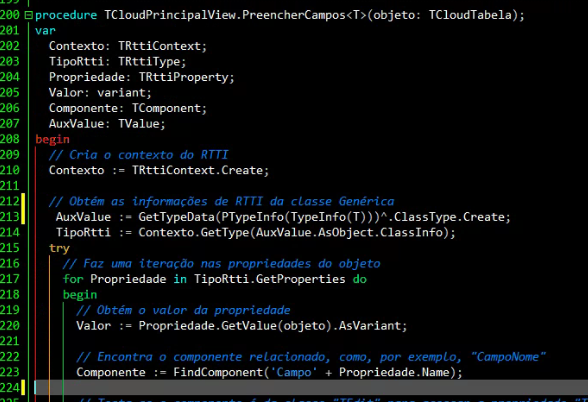 200 procedure TCloudPrincipalView.PreencherCampos<T>(objeto: TCloudTabela);
201 var
202 Contexto: TRttiContext;
203 TipoRtti: TRttiType;
204 Propriedade: TRttiProperty;
205 Valor: variant;
206 Componente: TComponent;
207 AuxValue: TValue;
208 begin
209 // Cria o contexto do RTTI
210 Contexto := TRttiContext.Create;
211
212 // Obtém as informações de RTTI da classe Genérica
213 AuxValue := GetTypeData(PTypeInfo(TypeInfo(T)))^.ClassType.Create;
214 TipoRtti := Contexto.GetType(AuxValue.AsObject.ClassInfo);
215 try
216 // Faz uma iteração nas propriedades do objeto
217 for Propriedade in TipoRtti.GetProperties do
218 begin
219 // Obtém o valor da propriedade
220 Valor := Propriedade.GetValue(objeto).AsVariant;
221
222 // Encontra o componente relacionado, como, por exemplo, "CampoNome"
223 Componente := FindComponent('Campo' + Propriedade.Name);
224